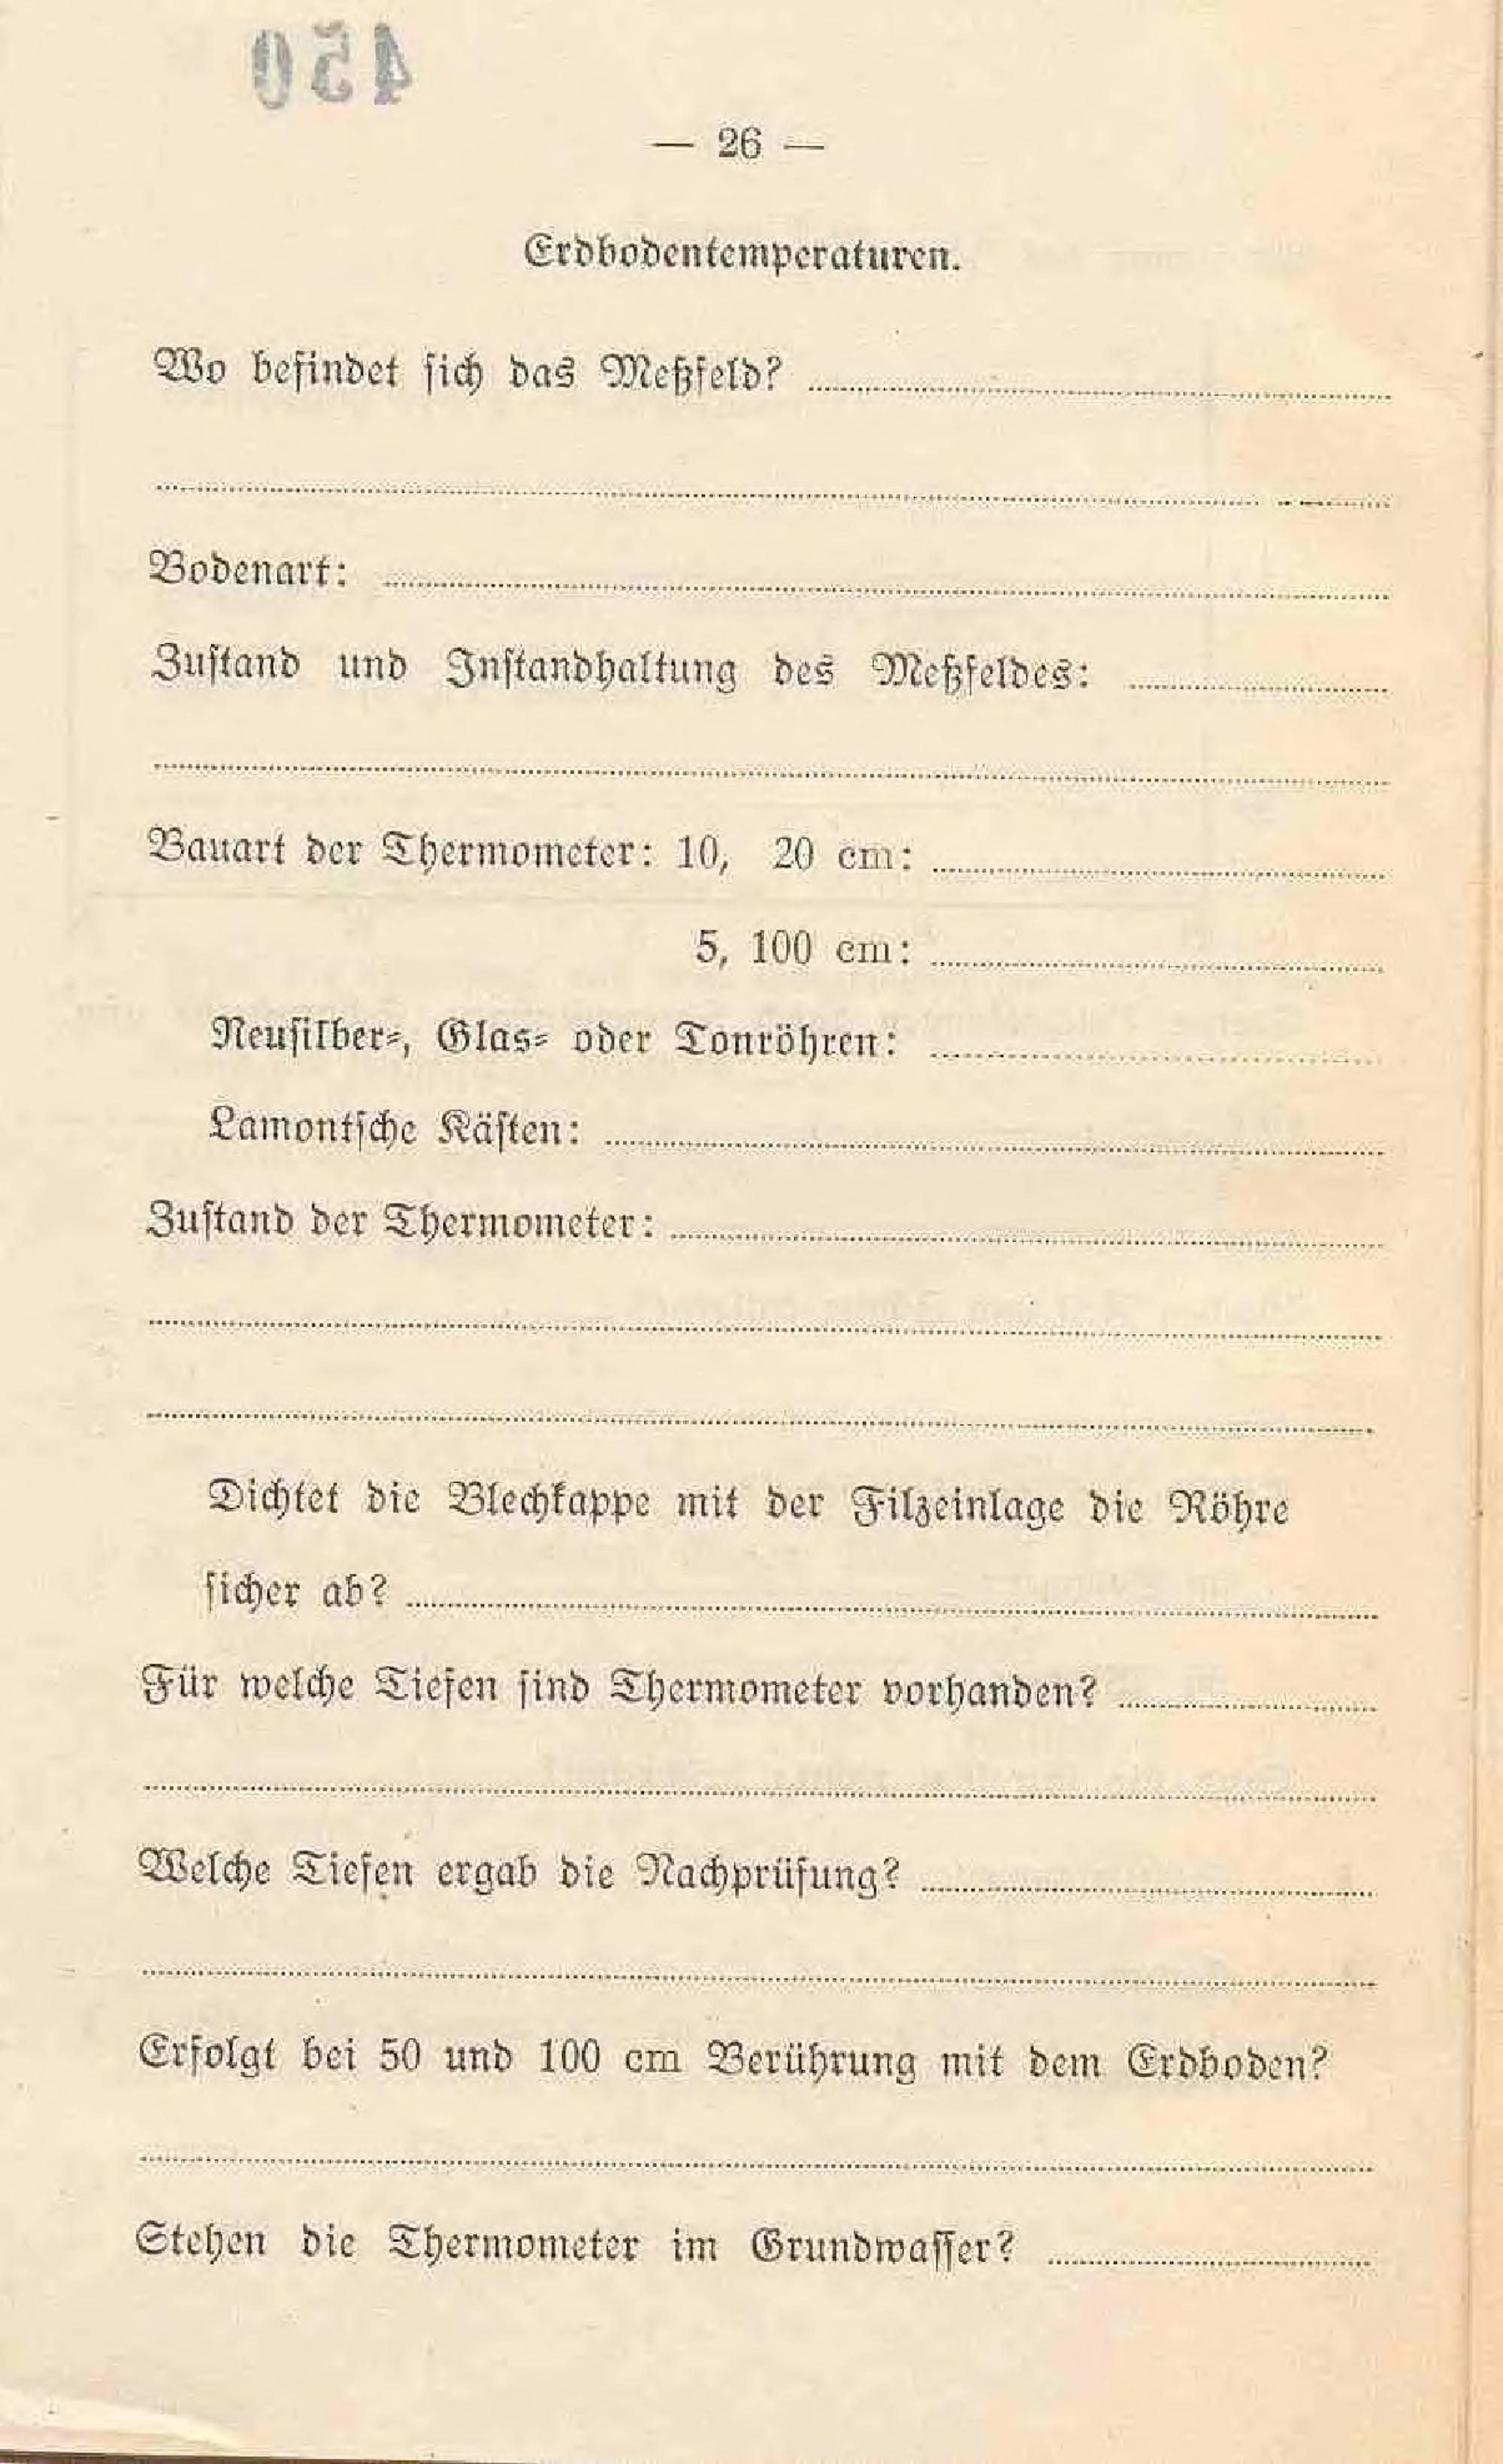 450
— 26 —
Erdbodentemperaturen.
Wo befindet sich das Meßfeld?
Bodenart:
Zustand und Instandhaltung des Meßfeldes:
Bauart der Thermometer: 10, 20 cm:
5, 100 cm:
Neusilber-, Glas- oder Tonröhren:
Lamontsche Kästen:
Zustand der Thermometer:
Dichtet die Blechkappe mit der Filzeinlage die Röhre
sicher ab?
Für welche Tiefen sind Thermometer vorhanden?
Welche Tiefen ergab die Nachprüfung?
Erfolgt bei 50 und 100 cm Berührung mit dem Erdboden?
Stehen die Thermometer im Grundwasser?